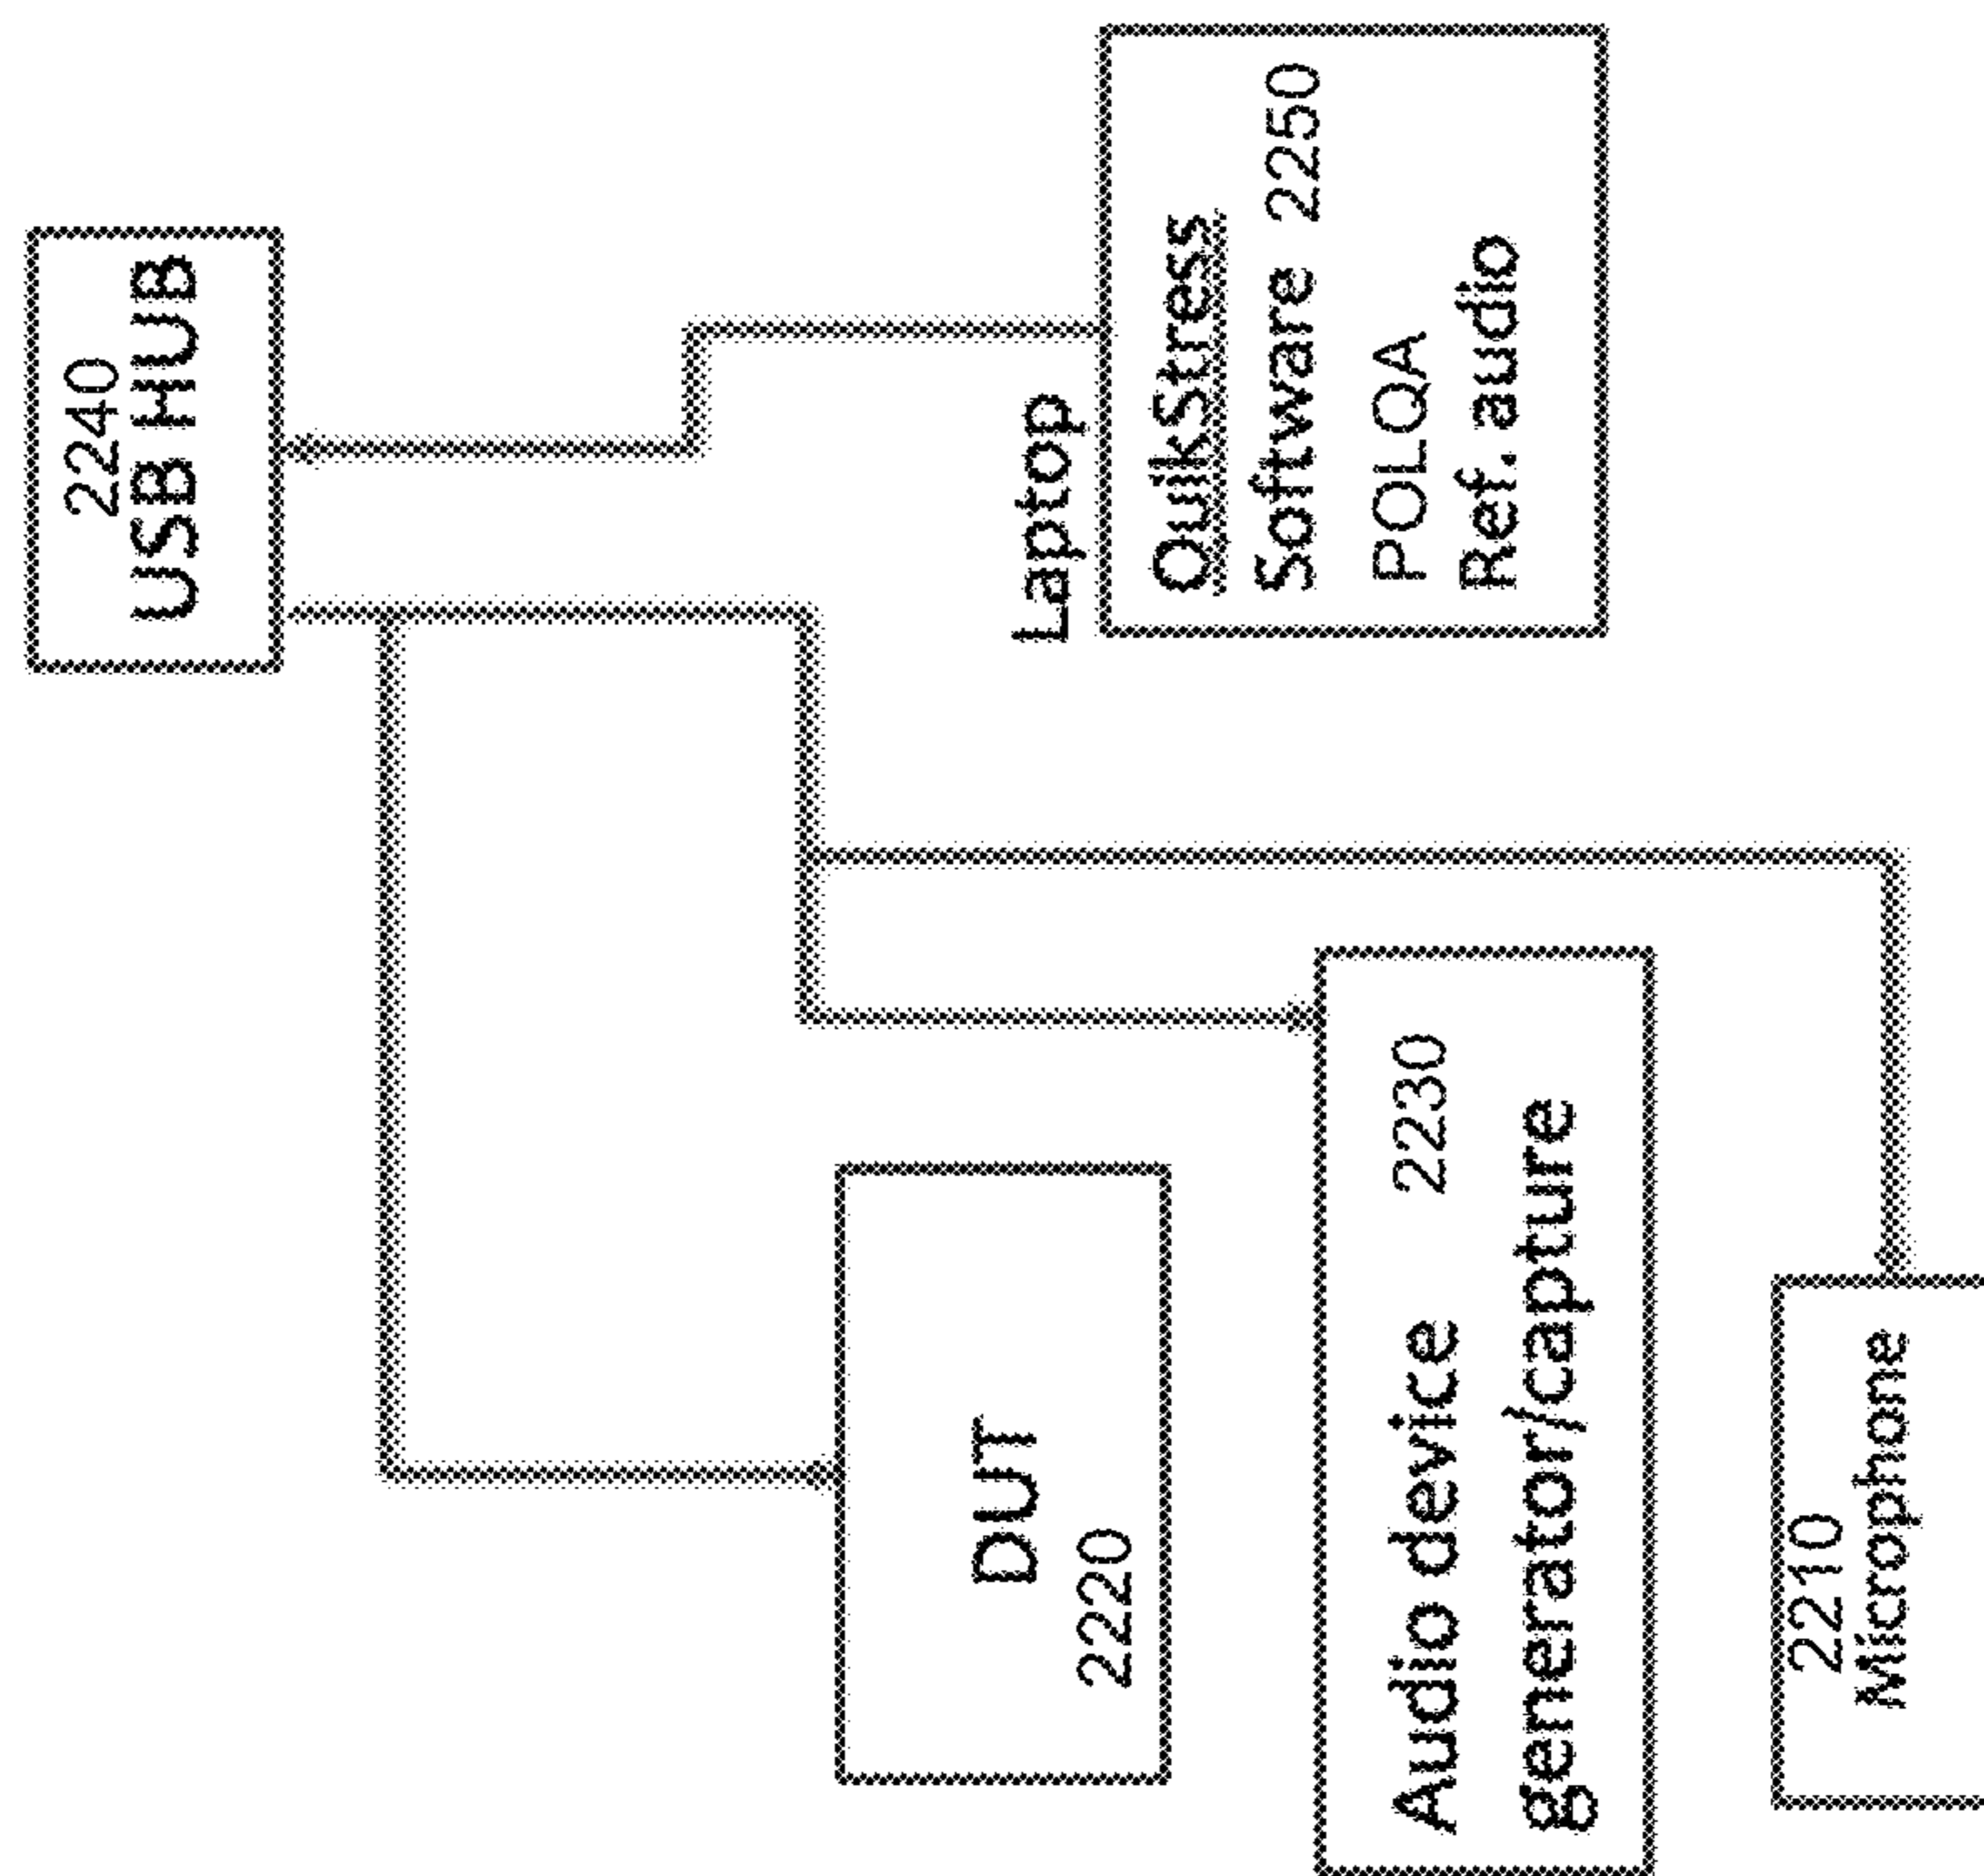 2240
USB HUB
DUT
2220
Laptop
QuikStress
Software 2250
POLQA
Ref. audio
Audio device 2230
generator/capture
2210
Microphone